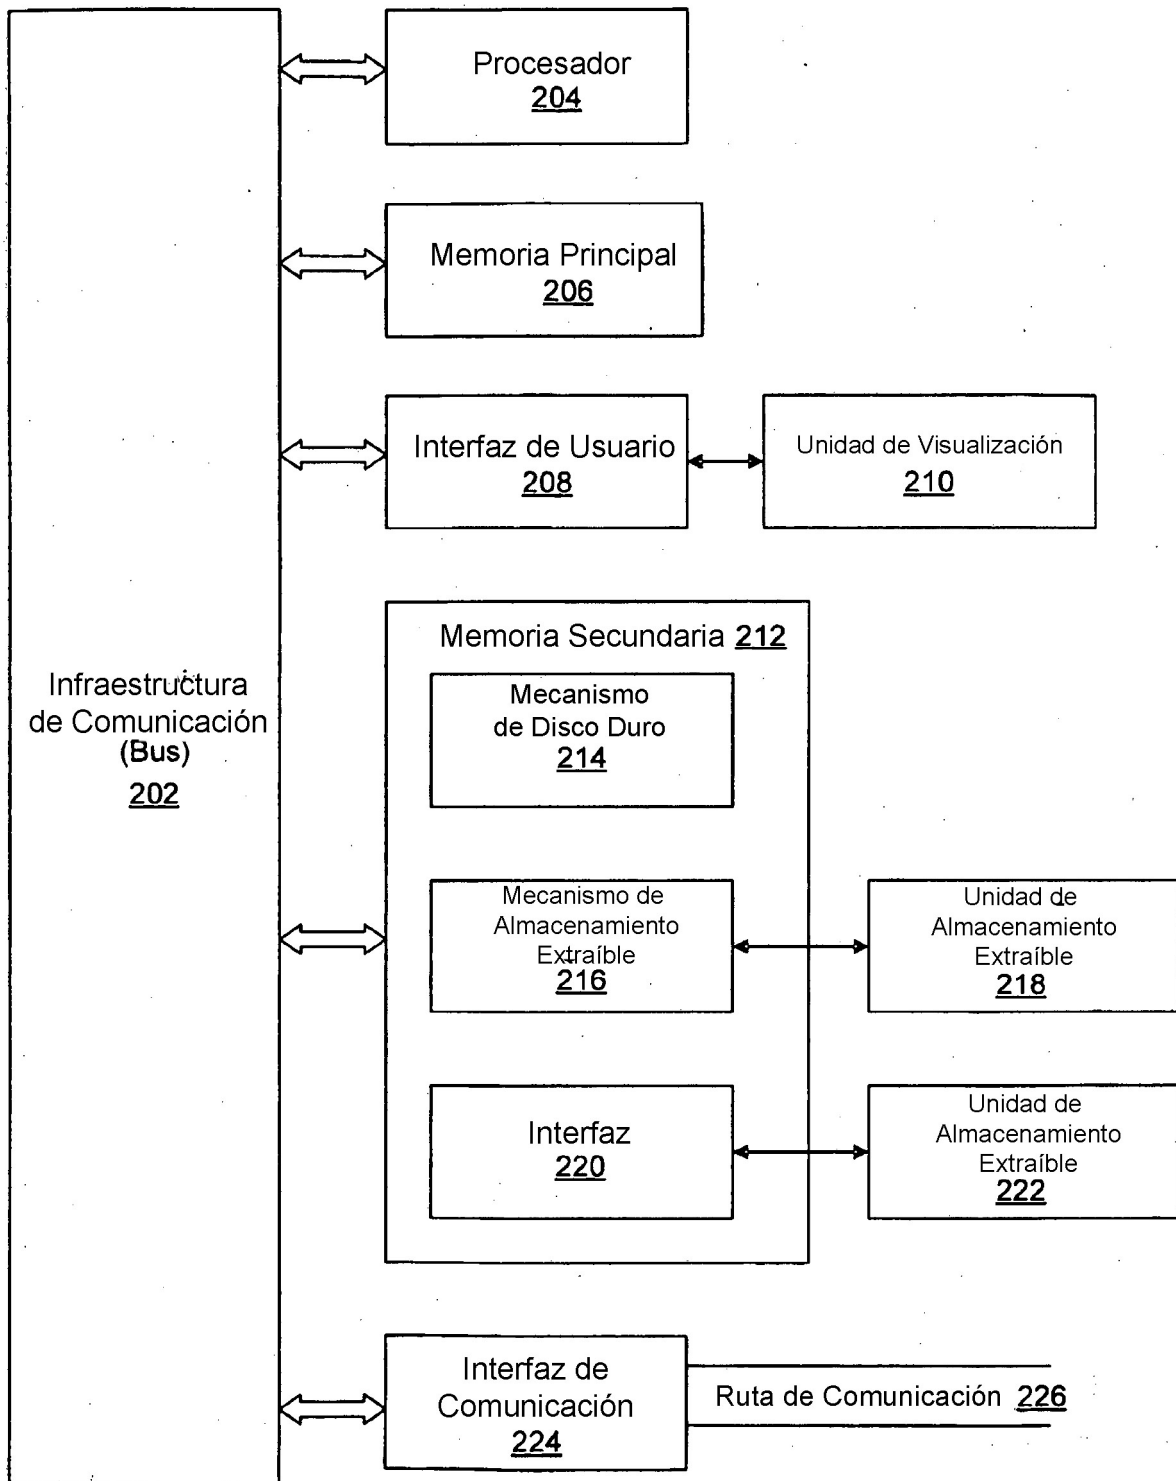 Procesador
204
Memoria Principal
206
Interfaz de Usuario
208
Unidad de Visualización
210
Infraestructura
de Comunicación
(Bus)
202
Memoria Secundaria 212
Mecanismo
de Disco Duro
214
Mecanismo de
Almacenamiento
Extraíble
216
Unidad de
Almacenamiento
Extraíble
218
Interfaz
220
Unidad de
Almacenamiento
Extraíble
222
Interfaz de
Comunicación
224
Ruta de Comunicación 226